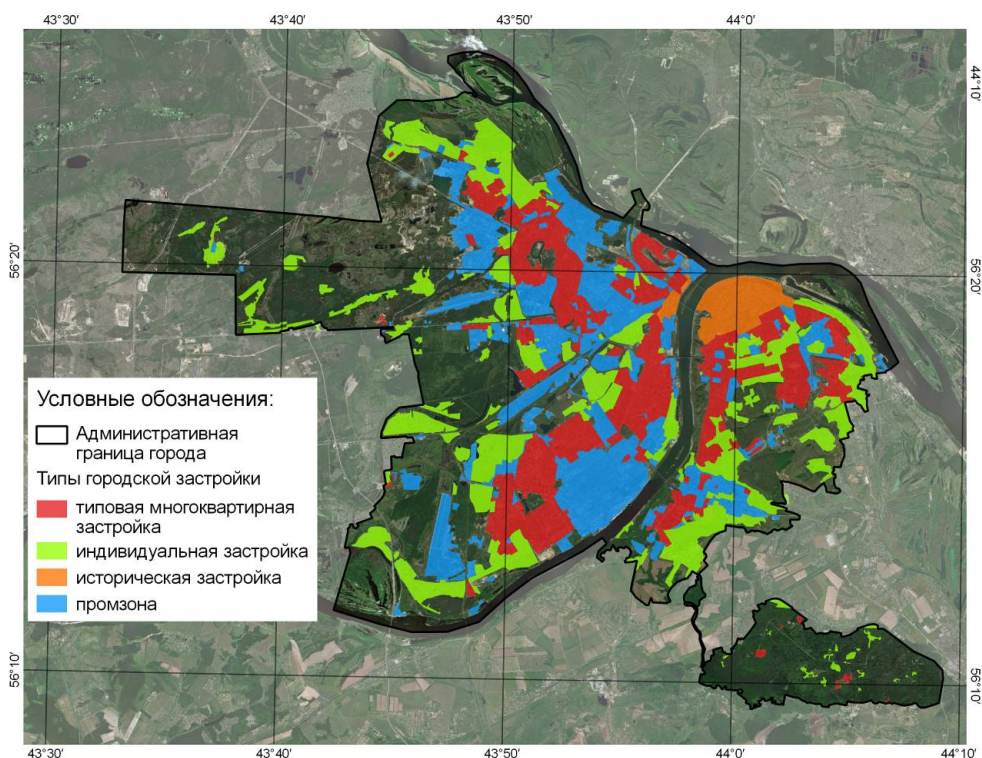 43°30′ 43°40′ 43°50′ 44°0′
44°10′
56°20′
56°20′
Условные обозначения:
Административная
граница города
Типы городской застройки
типовая многоквартирная
застройка
индивидуальная застройка
историческая застройка
промзона
56°10′
56°10′
43°30′ 43°40′ 43°50′ 44°0′ 44°10′